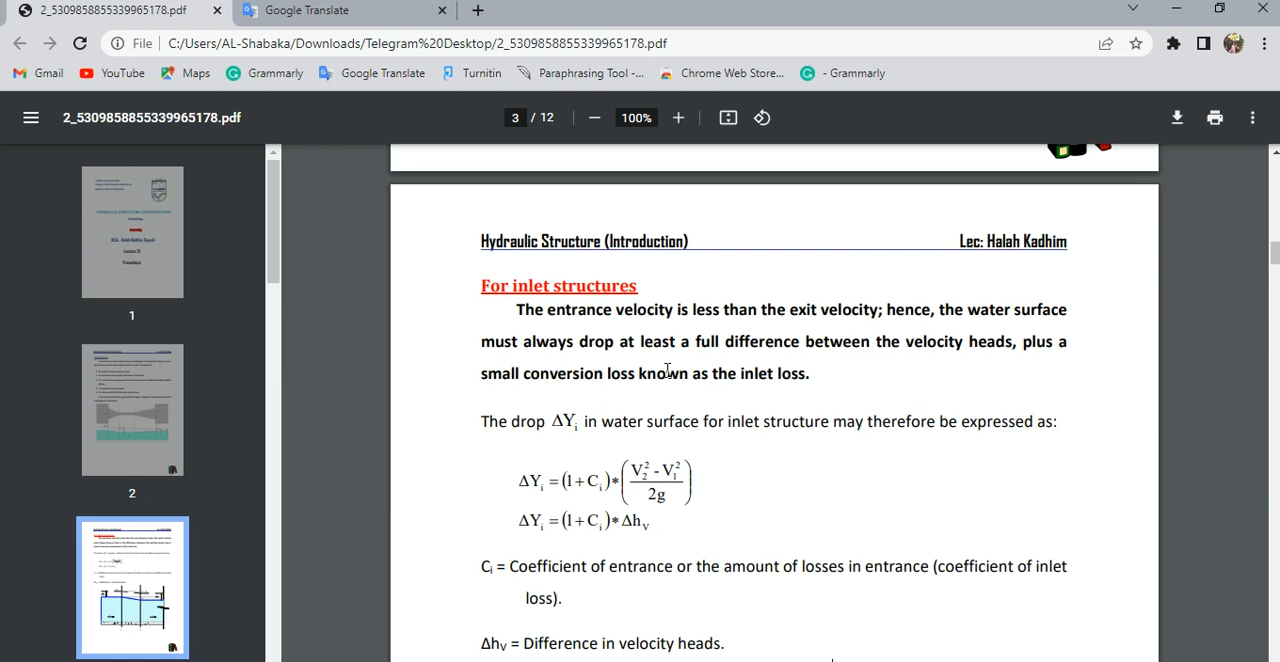 2_5309858855339965178.pdf
Google Translate
File
C:/Users/AL-Shabaka/Downloads/Telegram%20Desktop/2_5309858855339965178.pdf
Gmail
YouTube
Maps
Grammarly
Google Translate
Turnitin
Paraphrasing Tool -...
Chrome Web Store...
- Grammarly
2_5309858855339965178.pdf
3 / 12
100%
1
2
Hydraulic Structure (Introduction) Lec: Halah Kadhim
For inlet structures
The entrance velocity is less than the exit velocity; hence, the water surface
must always drop at least a full difference between the velocity heads, plus a
small conversion loss known as the inlet loss.
The drop ΔYᵢ in water surface for inlet structure may therefore be expressed as:
ΔYᵢ = (1 + Cᵢ) * ( (V₂² - V₁²) / 2g )
ΔYᵢ = (1 + Cᵢ) * Δhᵥ
Cᵢ = Coefficient of entrance or the amount of losses in entrance (coefficient of inlet
loss).
Δhᵥ = Difference in velocity heads.